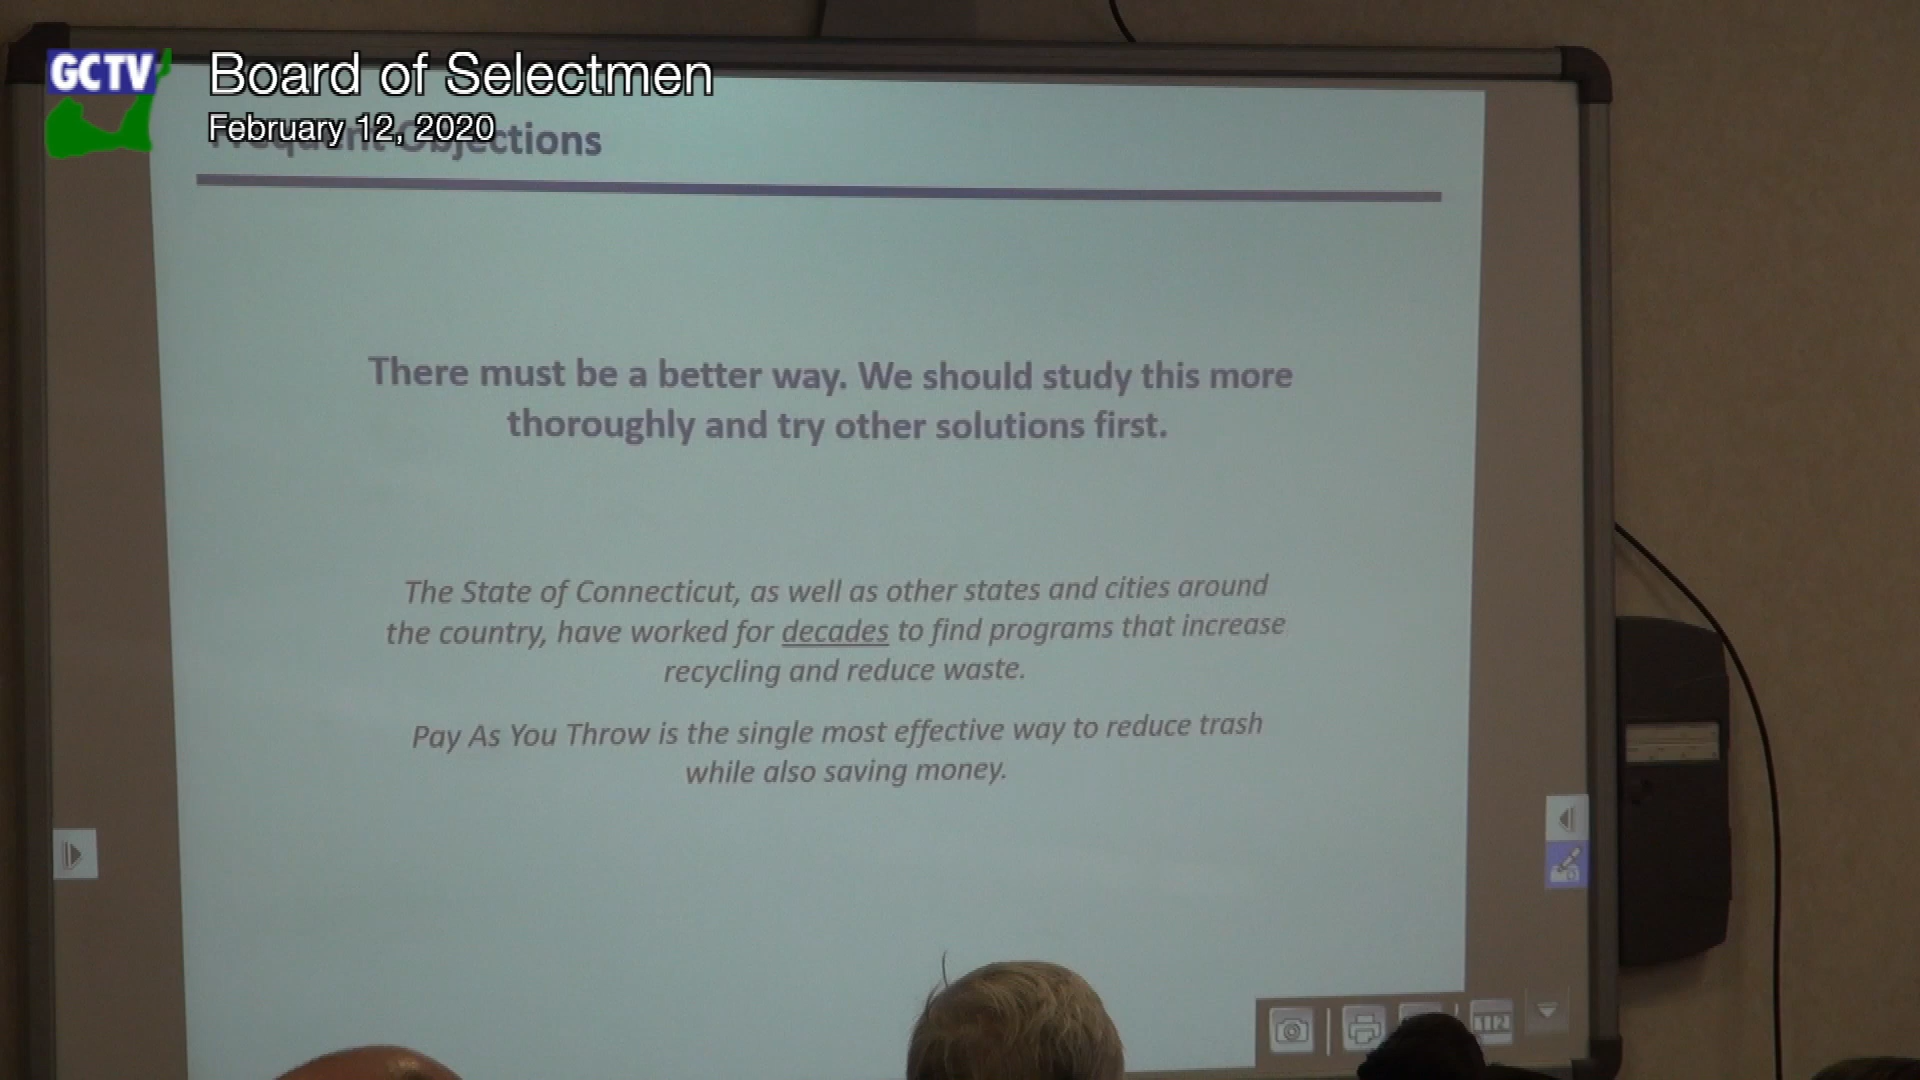 GCTV
Board of Selectmen
February 12, 2020
Frequent Objections
There must be a better way. We should study this more
thoroughly and try other solutions first.
The State of Connecticut, as well as other states and cities around
the country, have worked for decades to find programs that increase
recycling and reduce waste.
Pay As You Throw is the single most effective way to reduce trash
while also saving money.